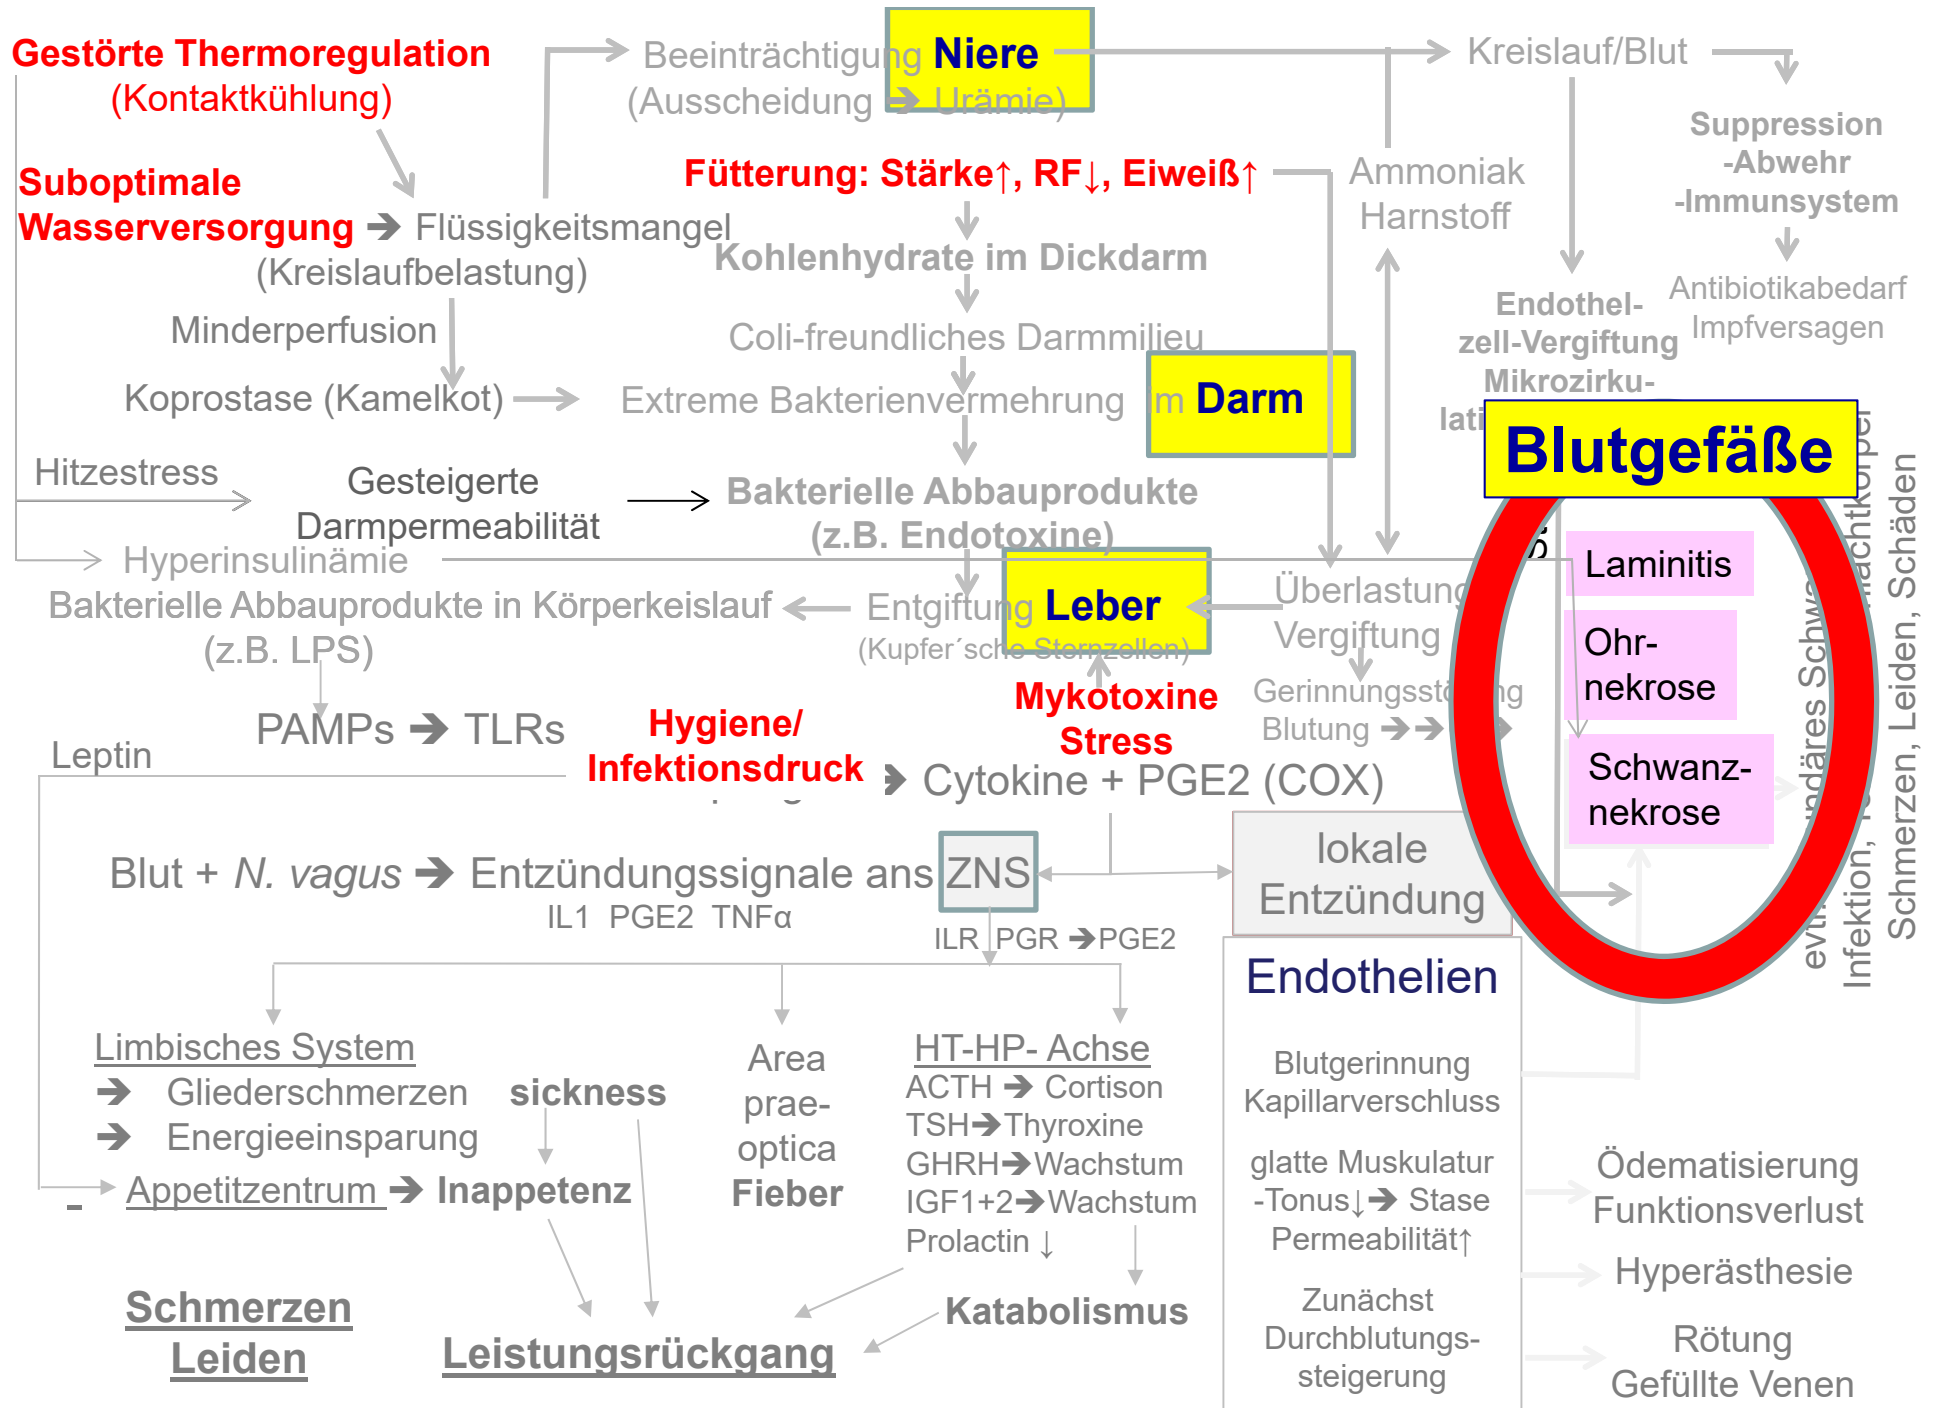 Gestörte Thermoregulation
(Kontaktkühlung)
Beeinträchtigung Niere
(Ausscheidung ➔ Urämie)
Kreislauf/Blut
Suppression
-Abwehr
-Immunsystem
Antibiotikabedarf
Impfversagen
Suboptimale
Wasserversorgung ➔ Flüssigkeitsmangel
(Kreislaufbelastung)
Fütterung: Stärke↑, RF↓, Eiweiß↑
Ammoniak
Harnstoff
Kohlenhydrate im Dickdarm
Endothel-
zell-Vergiftung
Mikrozirku-
Minderperfusion
Coli-freundliches Darmmilieu
Koprostase (Kamelkot)
Extreme Bakterienvermehrung im Darm
Blutgefäße
Hitzestress
Gesteigerte
Darmpermeabilität
Bakterielle Abbauprodukte
(z.B. Endotoxine)
Hyperinsulinämie
Bakterielle Abbauprodukte in Körperkeislauf
(z.B. LPS)
Entgiftung Leber
(Kupfer´sche Sternzellen)
Überlastung
Vergiftung
Gerinnungsstörung
Blutung ➔➔ ➔
Laminitis
Ohr-
nekrose
Schwanz-
nekrose
Infektion,
Schmerzen, Leiden, Schäden
PAMPs ➔ TLRs
Hygiene/
Infektionsdruck
Mykotoxine
Stress
Leptin
➔ Cytokine + PGE2 (COX)
Blut + N. vagus ➔ Entzündungssignale ans ZNS
IL1 PGE2 TNFα
lokale
Entzündung
ILR PGR ➔PGE2
Endothelien
Blutgerinnung
Kapillarverschluss
glatte Muskulatur
-Tonus↓➔ Stase
Permeabilität↑
Zunächst
Durchblutungs-
steigerung
Limbisches System
➔ Gliederschmerzen
➔ Energieeinsparung
- Appetitzentrum ➔ Inappetenz
sickness
Area
prae-
optica
Fieber
HT-HP- Achse
ACTH ➔ Cortison
TSH➔Thyroxine
GHRH➔Wachstum
IGF1+2➔Wachstum
Prolactin ↓
Katabolismus
Ödematisierung
Funktionsverlust
Hyperästhesie
Rötung
Gefüllte Venen
Schmerzen
Leiden
Leistungsrückgang